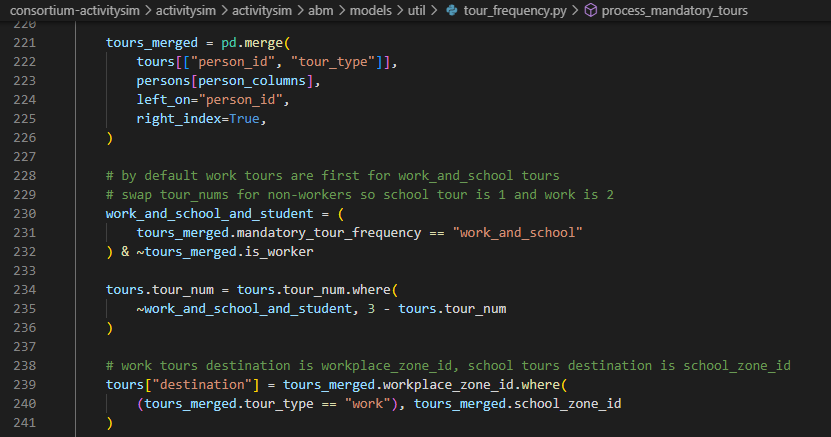 consortium-activitysim > activitysim > activitysim > abm > models > util > tour_frequency.py > process_mandatory_tours
220
221 tours_merged = pd.merge(
222 tours[["person_id", "tour_type"]],
223 persons[person_columns],
224 left_on="person_id",
225 right_index=True,
226 )
227
228 # by default work tours are first for work_and_school tours
229 # swap tour_nums for non-workers so school tour is 1 and work is 2
230 work_and_school_and_student = (
231 tours_merged.mandatory_tour_frequency == "work_and_school"
232 ) & ~tours_merged.is_worker
233
234 tours.tour_num = tours.tour_num.where(
235 ~work_and_school_and_student, 3 - tours.tour_num
236 )
237
238 # work tours destination is workplace_zone_id, school tours destination is school_zone_id
239 tours["destination"] = tours_merged.workplace_zone_id.where(
240 (tours_merged.tour_type == "work"), tours_merged.school_zone_id
241 )